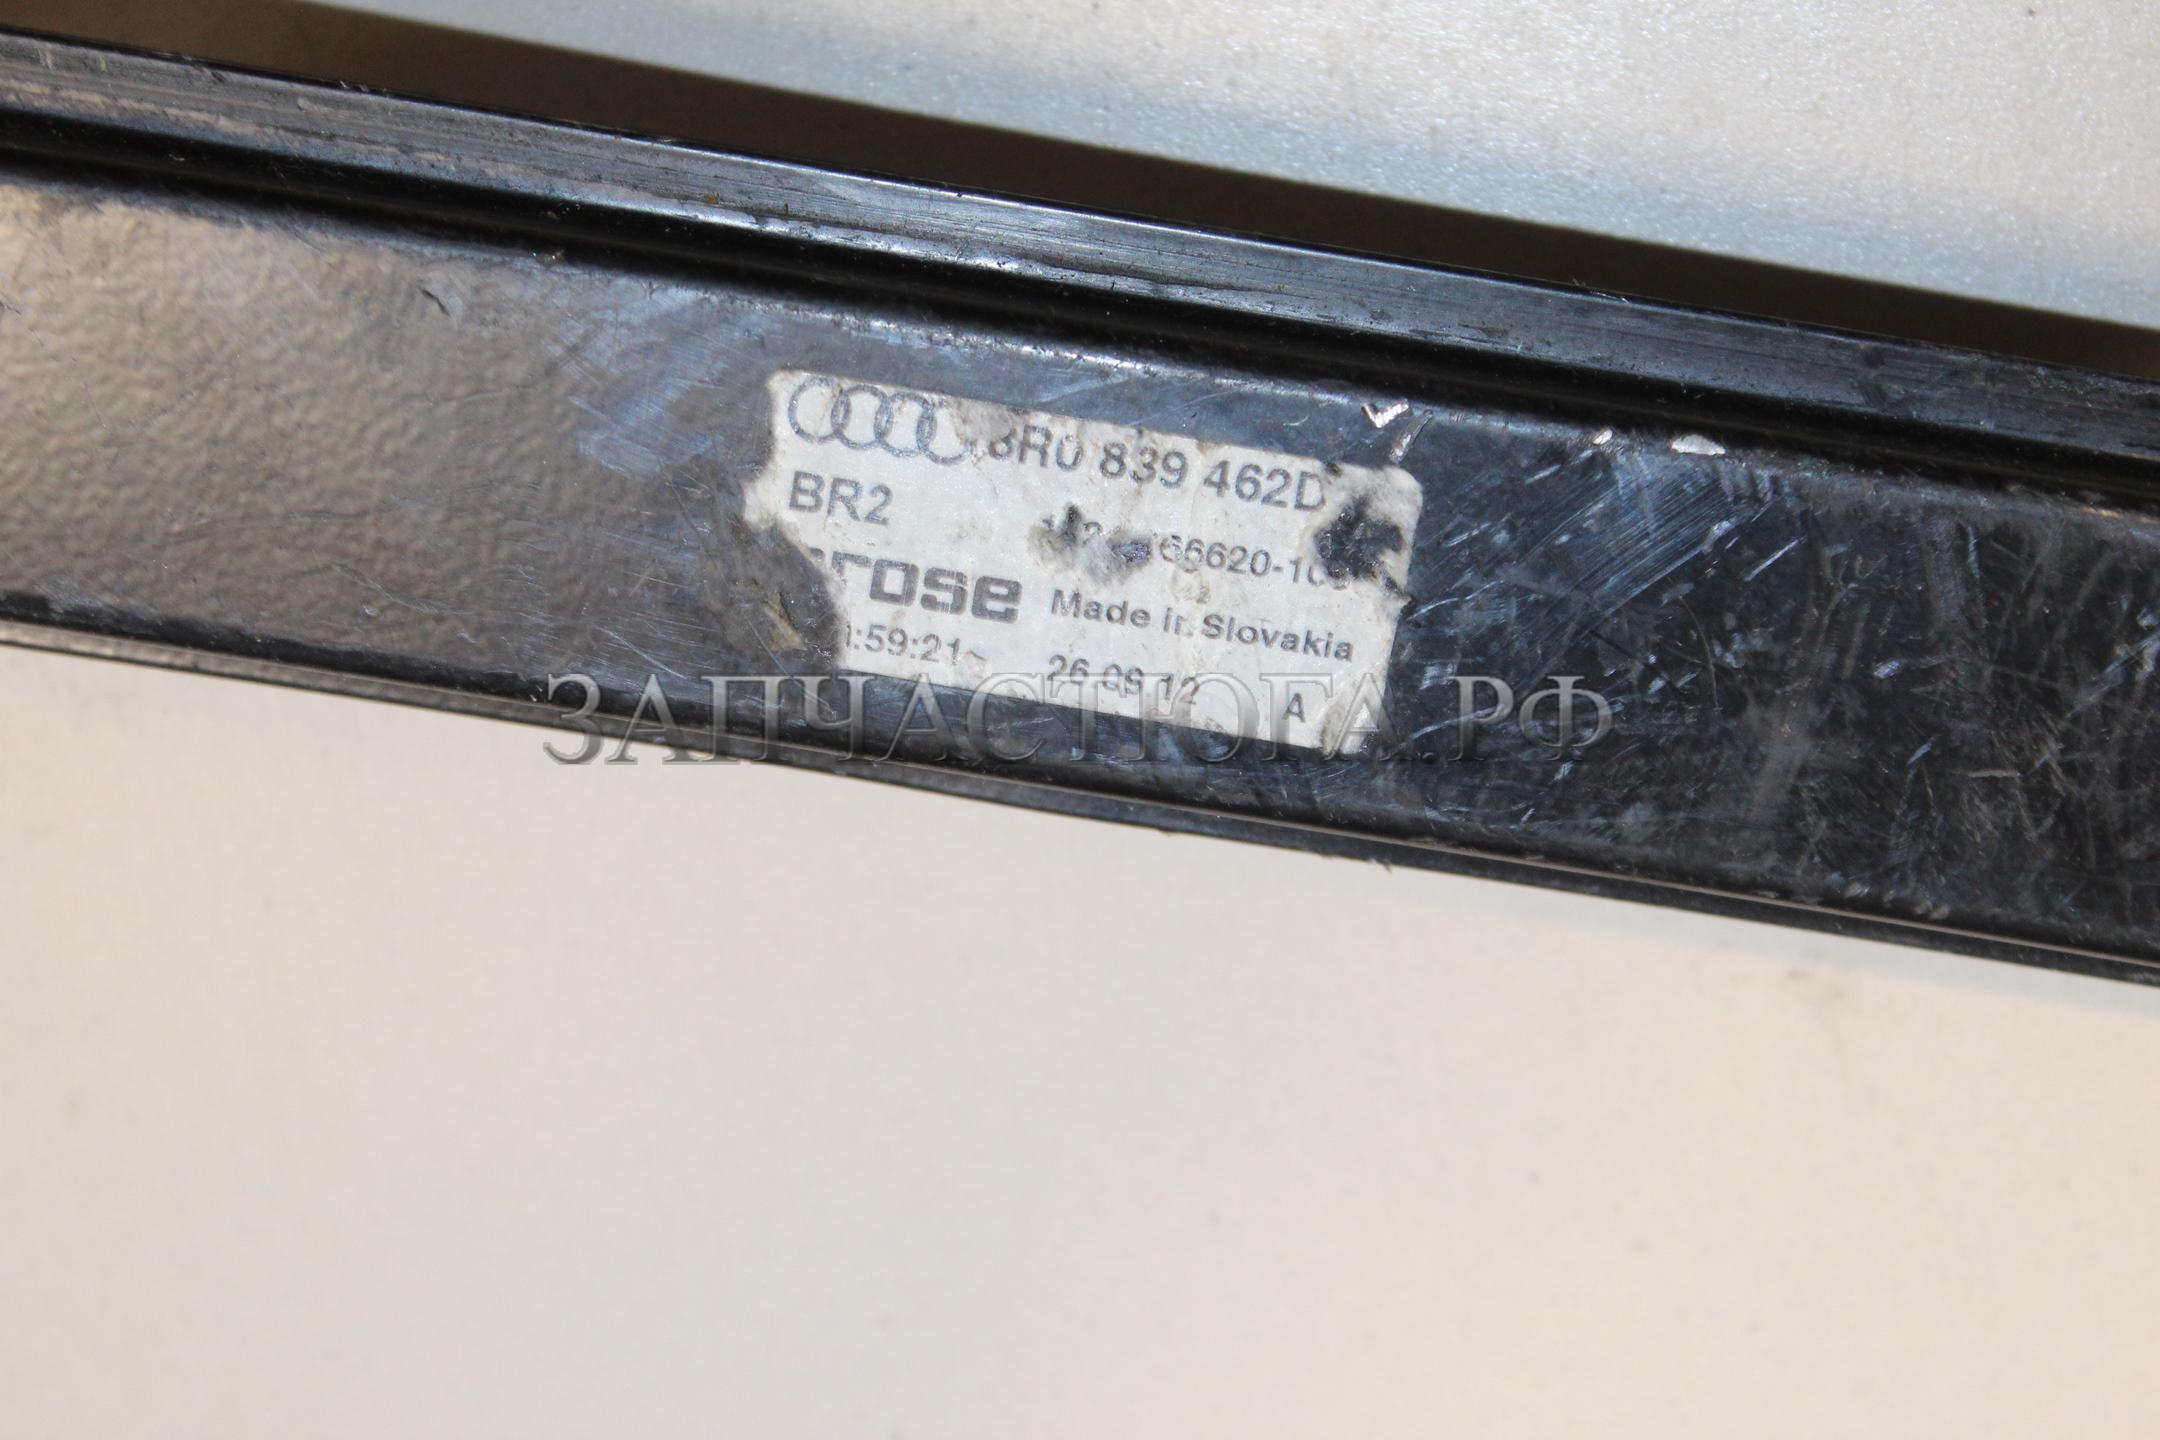 8R0 839 462D
BR2
66620-10
rose Made in Slovakia
:59:21 26.09.12 A
ЗАПЧАСТЮГА.РФ